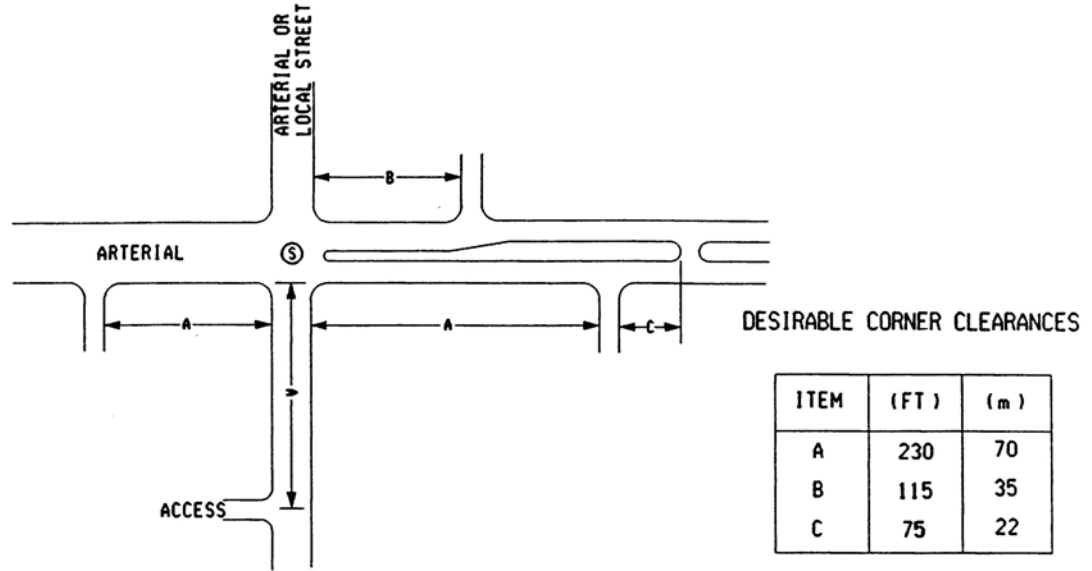 ARTERIAL OR
LOCAL STREET
B
ARTERIAL
S
A
A
C
W
ACCESS
DESIRABLE CORNER CLEARANCES
ITEM (FT) (m)
A 230 70
B 115 35
C 75 22